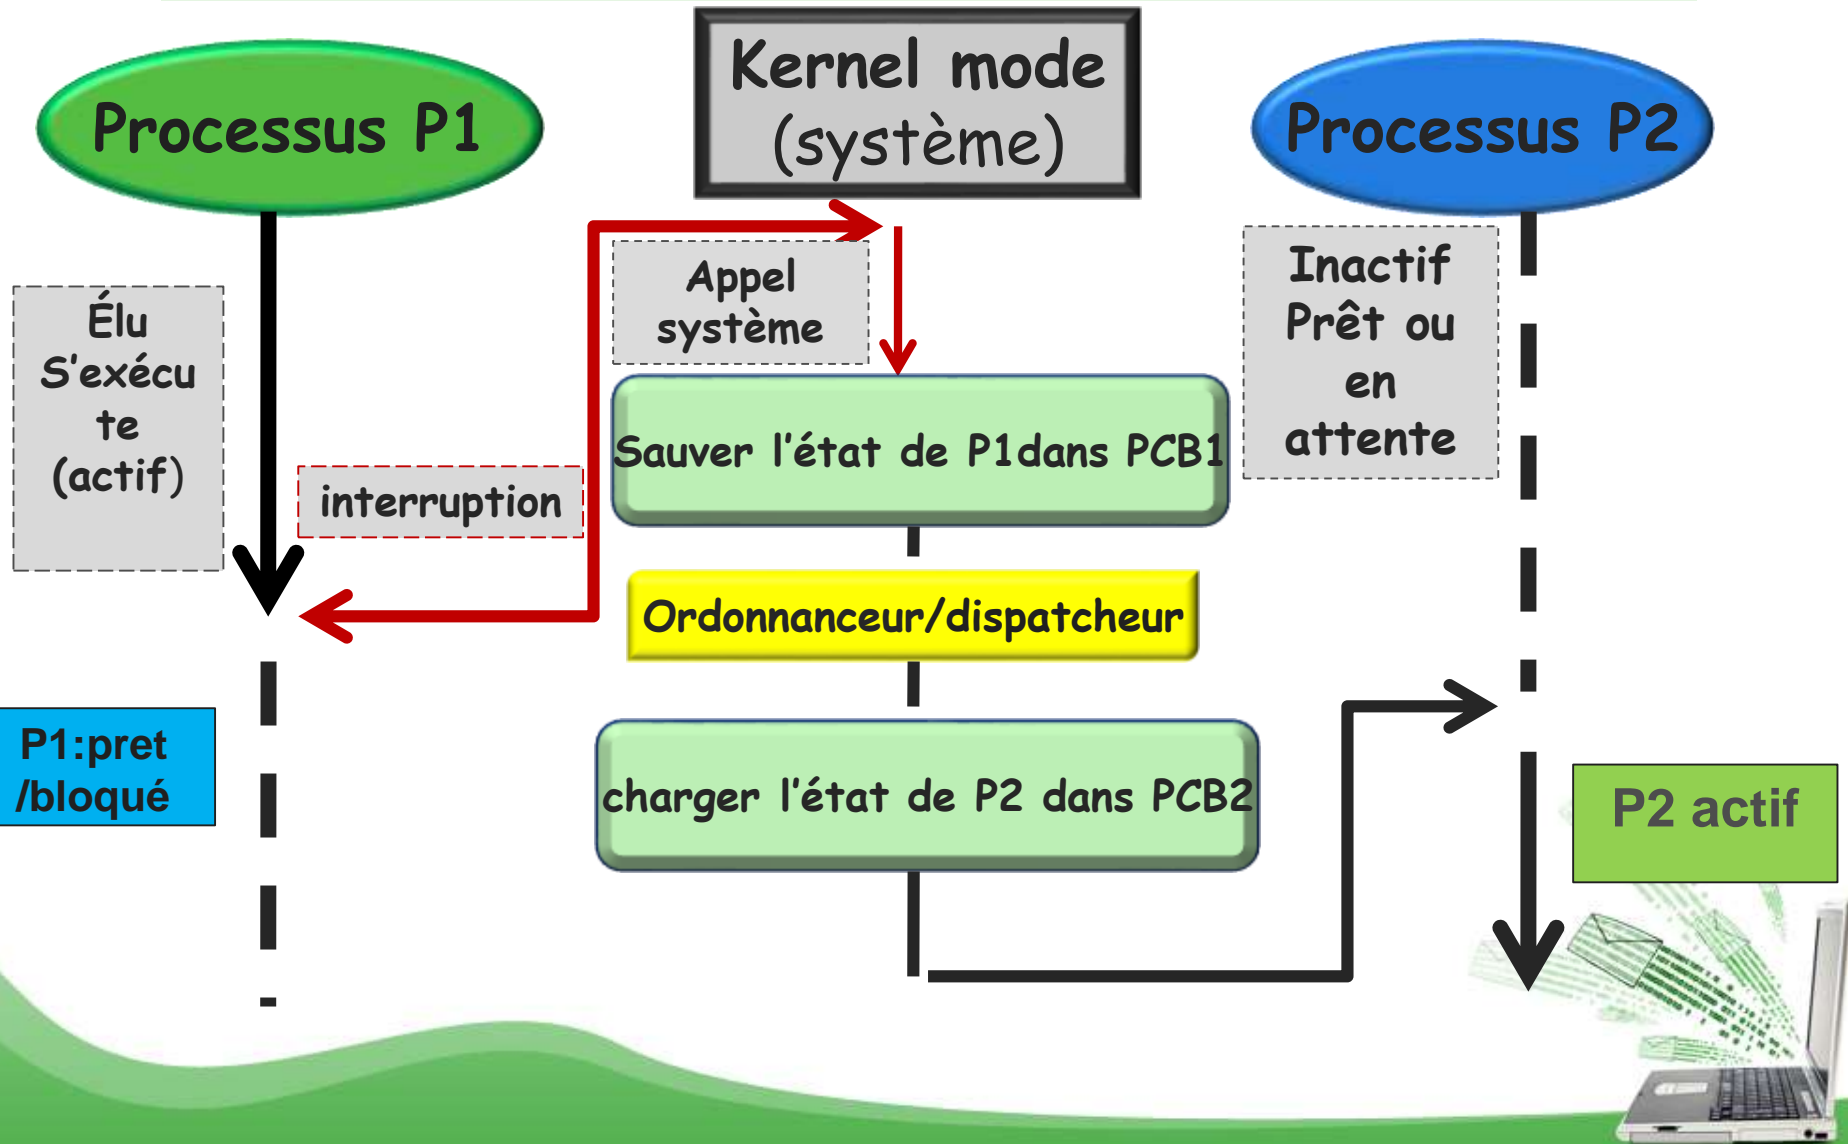 Processus P1
Kernel mode
(système)
Processus P2
Élu
S'exécu
te
(actif)
interruption
Appel
système
Inactif
Prêt ou
en
attente
Sauver l'état de P1dans PCB1
Ordonnanceur/dispatcheur
charger l'état de P2 dans PCB2
P1:pret
/bloqué
P2 actif